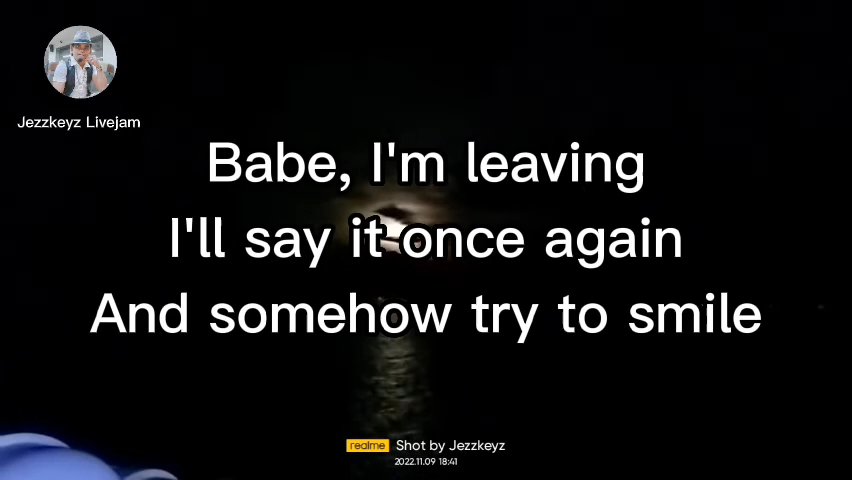 Jezzkeyz Livejam
Babe, I'm leaving
I'll say it once again
And somehow try to smile
realme Shot by Jezzkeyz
2022.11.09 18:41